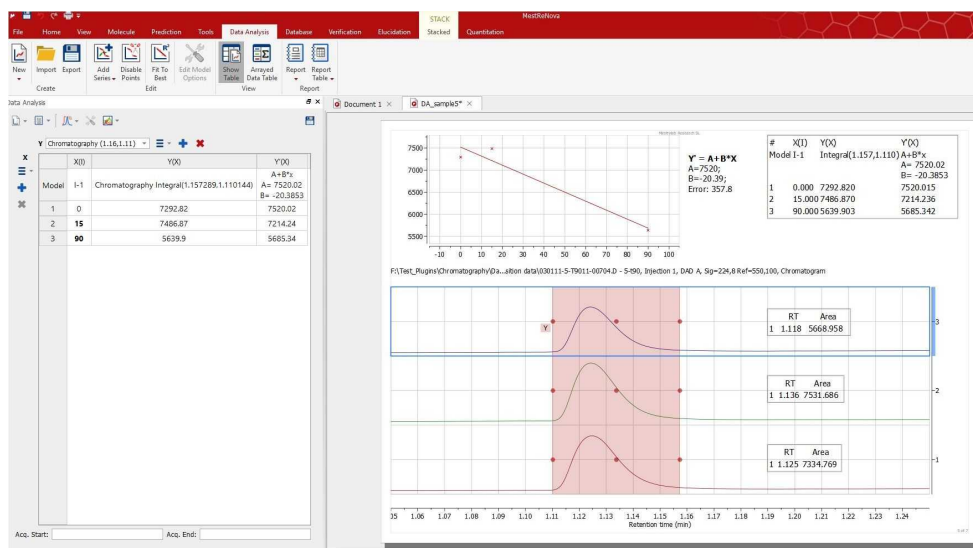 STACK
MestReNova
File Home View Molecule Prediction Tools Data Analysis Database Verification Elucidation Stacked Quantitation
New Import Export Add Series Disable Points Fit To Best Edit Model Options Show Table Arrayed Data Table Report Report Table
Create Edit View Report
Data Analysis
Document 1 × DA_sample5* ×
Y Chromatography (1.16,1.11)
X
X(I) Y(X) Y'(X)
Model I-1 Chromatography Integral(1.157289.1.110144) A+B*x
A= 7520.02
B= -20.3853
1 0 7292.82 7520.02
2 15 7486.87 7214.24
3 90 5639.9 5685.34
Acq. Start: Acq. End:
7500
7000
6500
6000
5500
-10 0 10 20 30 40 50 60 70 80 90 100
Y' = A+B*X
A=7520;
B=-20.39;
Error: 357.8
# X(I) Y(X) Y'(X)
Model I-1 Integral(1.157,1.110) A+B*x
A= 7520.02
B= -20.3853
1 0.000 7292.820 7520.015
2 15.000 7486.870 7214.236
3 90.000 5639.903 5685.342
F:\Test_Plugins\Chromatography\Da...sition data\030111-5-T9011-00704.D - 5-t90, Injection 1, DAD A, Sig=224,8 Ref=550,100, Chromatogram
Y
RT Area
1 1.118 5668.958
3
RT Area
1 1.136 7531.686
2
RT Area
1 1.125 7334.769
1
05 1.06 1.07 1.08 1.09 1.10 1.11 1.12 1.13 1.14 1.15 1.16 1.17 1.18 1.19 1.20 1.21 1.22 1.23 1.24
Retention time (min)